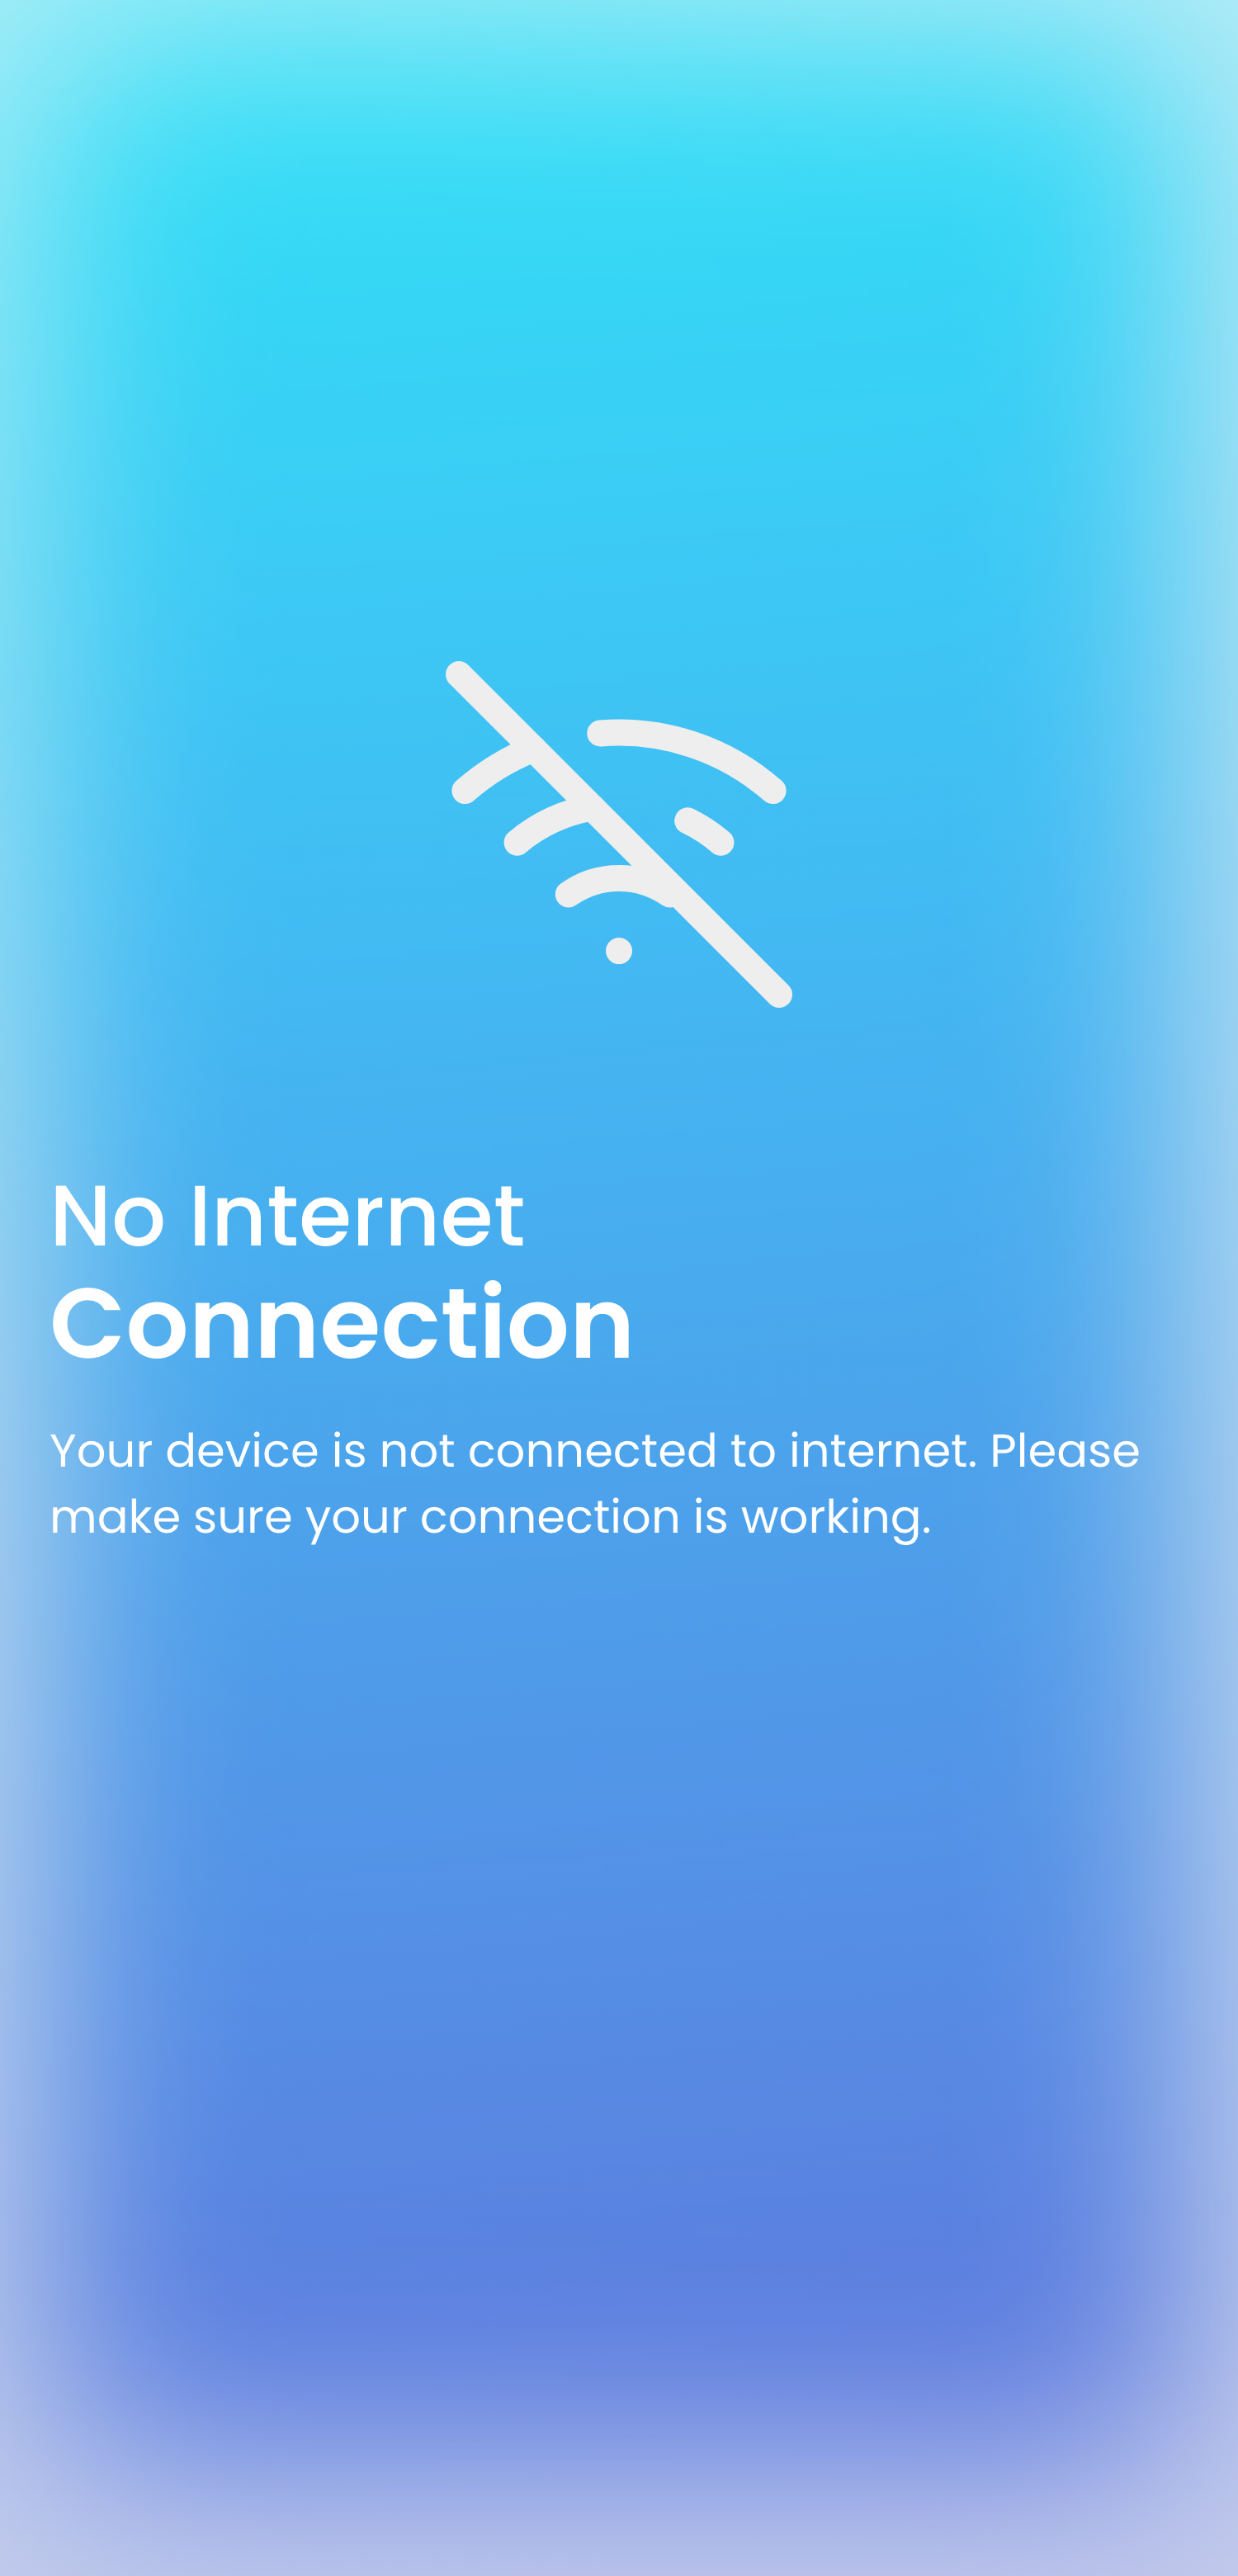 No Internet
Connection
Your device is not connected to internet. Please
make sure your connection is working.